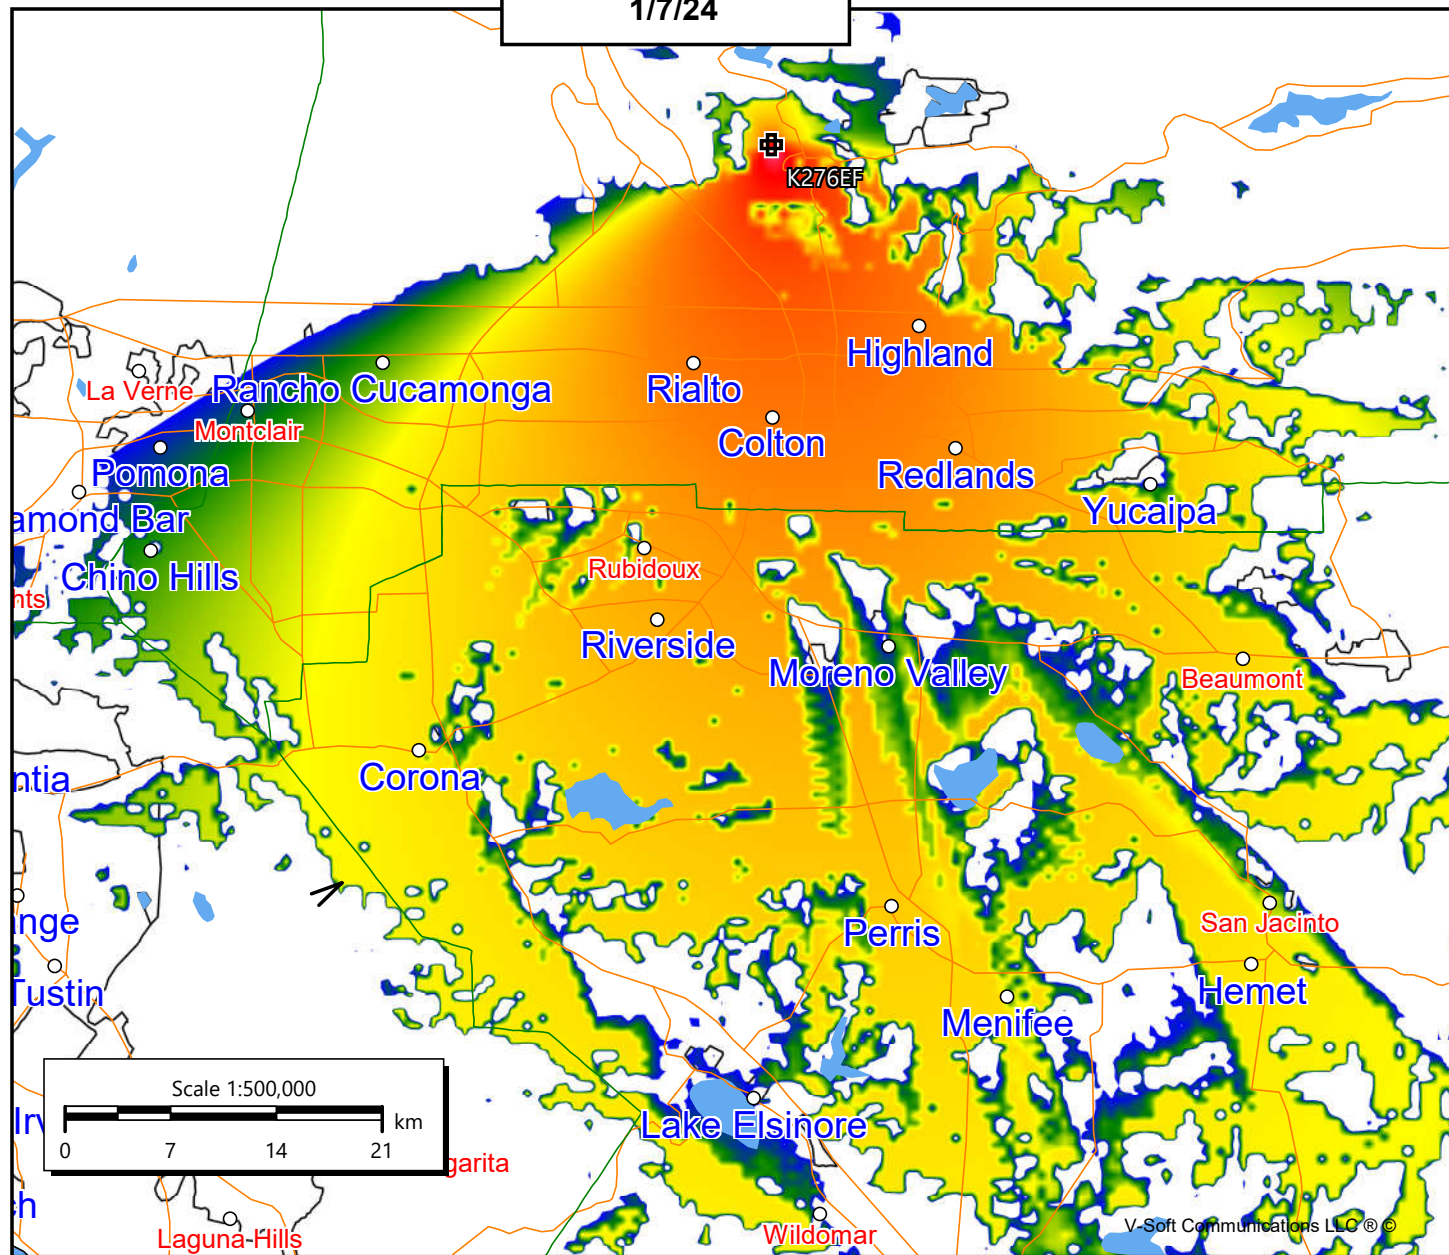 1/7/24
K276EF
Highland
La Verne
Rancho Cucamonga
Rialto
Montclair
Colton
Pomona
Redlands
Yucaipa
amond Bar
Rubidoux
Chino Hills
nts
Riverside
Moreno Valley
Beaumont
Corona
ntia
Perris
San Jacinto
ange
Hemet
Tustin
Menifee
Scale 1:500,000
km
0 7 14 21
Irv
Lake Elsinore
garita
ch
Laguna Hills
Wildomar
V-Soft Communications LLC ® ©